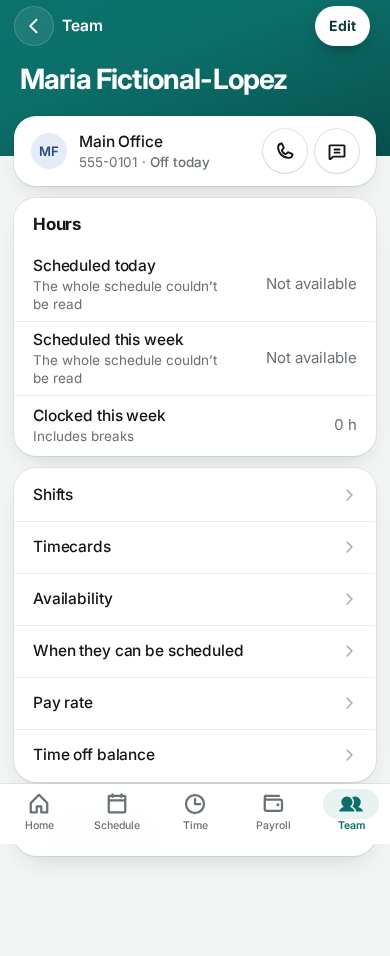 Team
Edit
Maria Fictional-Lopez
MF
Main Office
555-0101 · Off today
Hours
Scheduled today
The whole schedule couldn’t
be read
Not available
Scheduled this week
The whole schedule couldn’t
be read
Not available
Clocked this week
Includes breaks
0 h
Shifts
Timecards
Availability
When they can be scheduled
Pay rate
Time off balance
Home
Schedule
Time
Payroll
Team